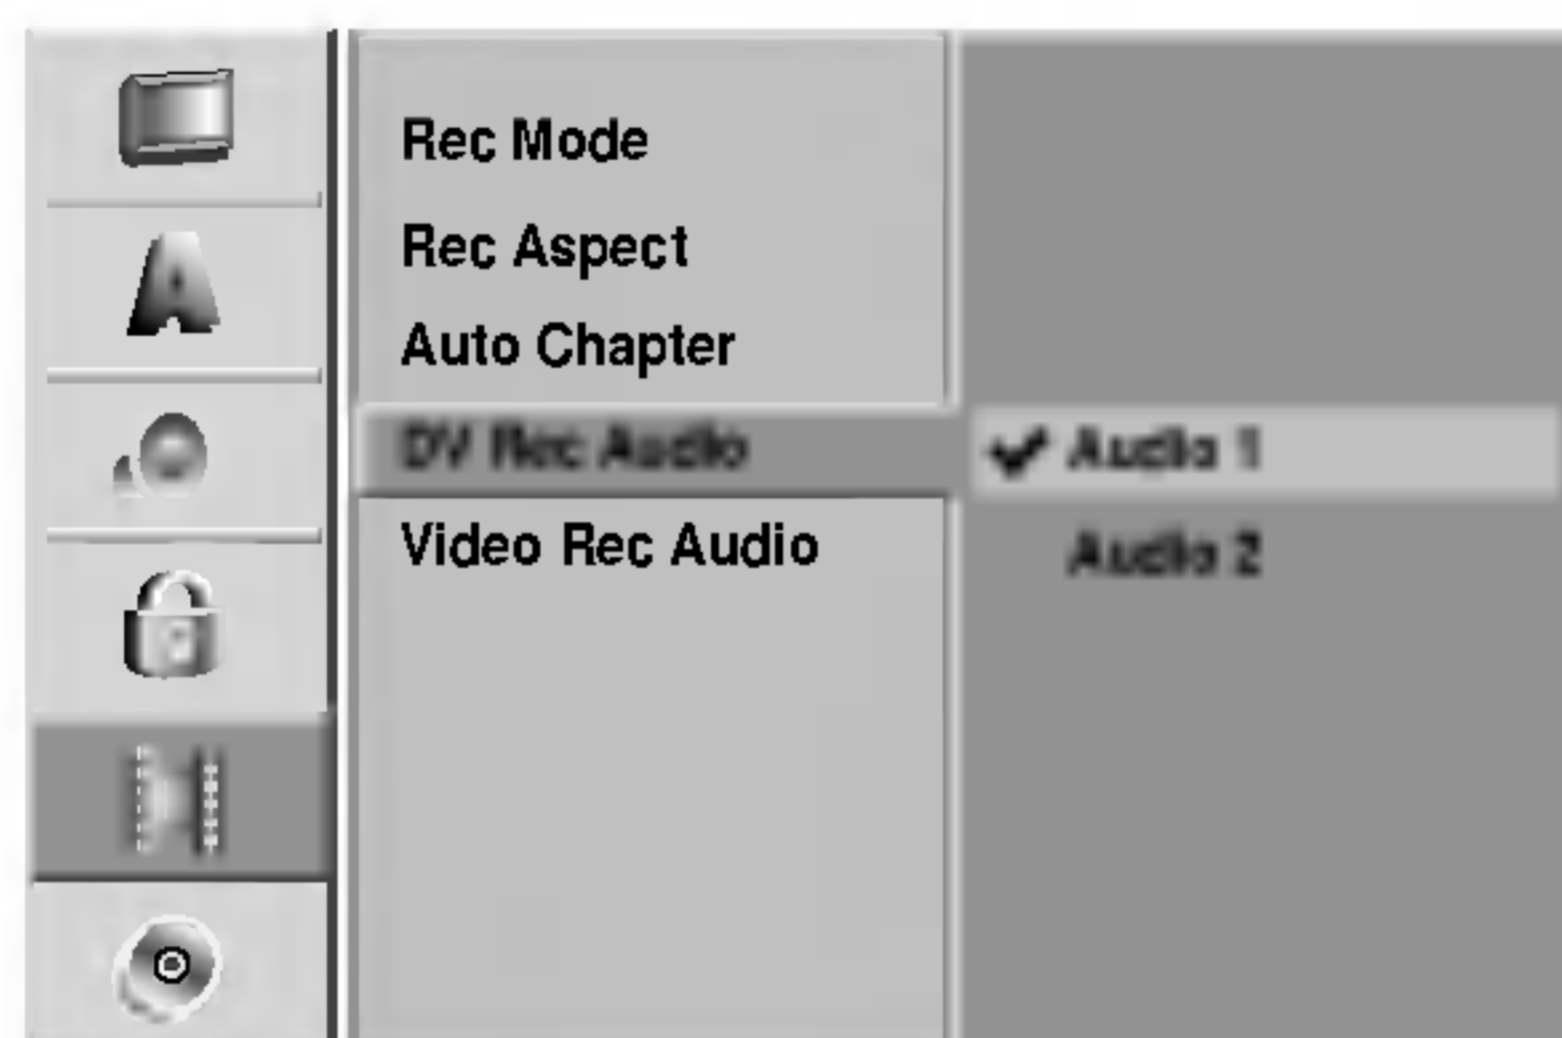 Rec Mode
Rec Aspect
Auto Chapter
DV Rec Audio
Video Rec Audio
Audio 1
Audio 2